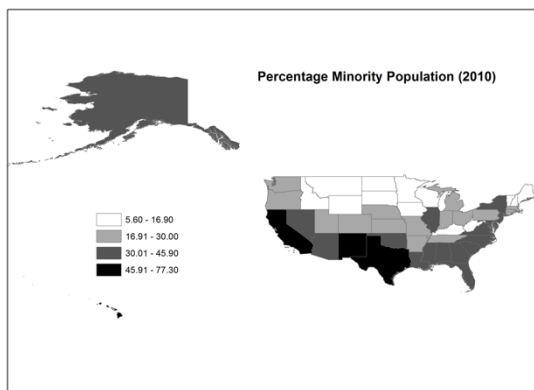 Percentage Minority Population (2010)
5.60 - 16.90
16.91 - 30.00
30.01 - 45.90
45.91 - 77.30